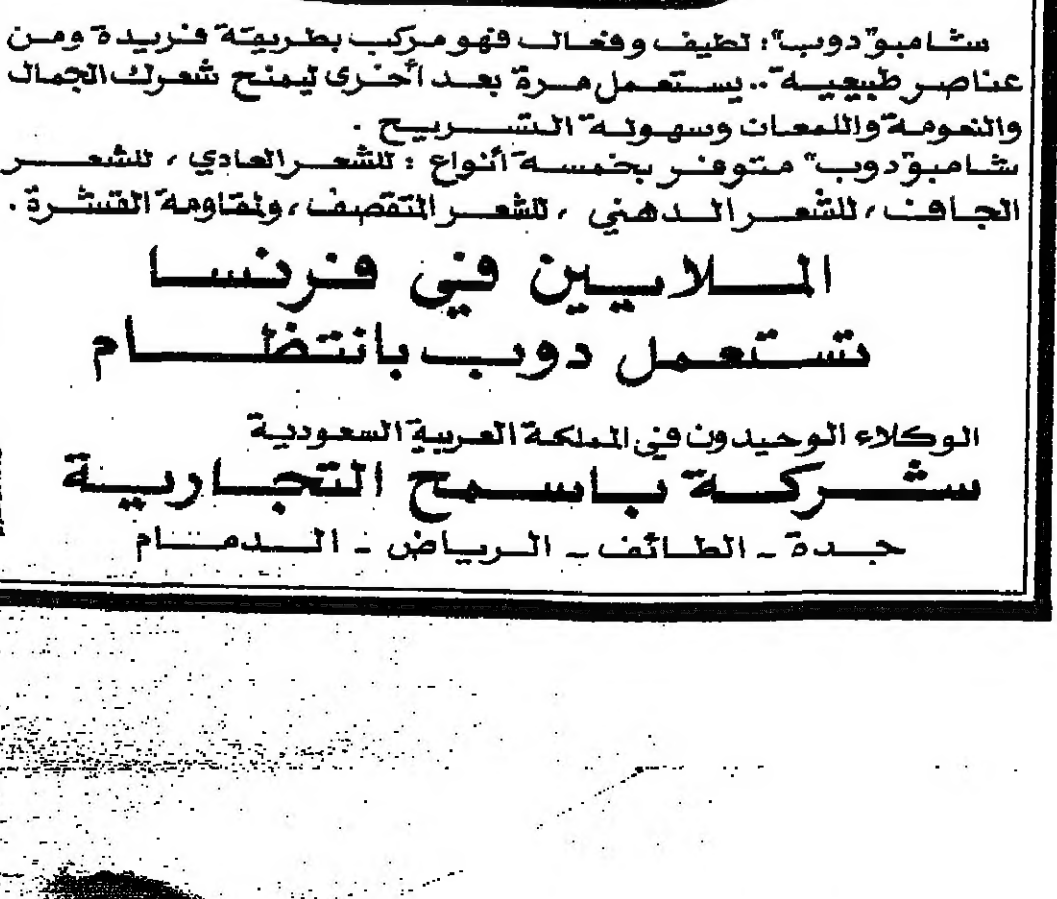 شامبو "دوب": لطيف وفعال فهو مركب بطريقة فريدة ومن
عناصر طبيعية .. يستعمل مرة بعد أخرى ليمنح شعرك الجمال
والنعومة واللمعان وسهولة التسريح .
شامبو "دوب" متوفر بخمسة أنواع : للشعر العادي ، للشعر
الجاف ، للشعر الدهني ، للشعر المتقصف ، ولمقاومة القشرة .
الملايين في فرنسا
تستعمل دوب بانتظام
الوكلاء الوحيدون في المملكة العربية السعودية
شركة باسمح التجارية
جدة - الطائف - الرياض - الدمام